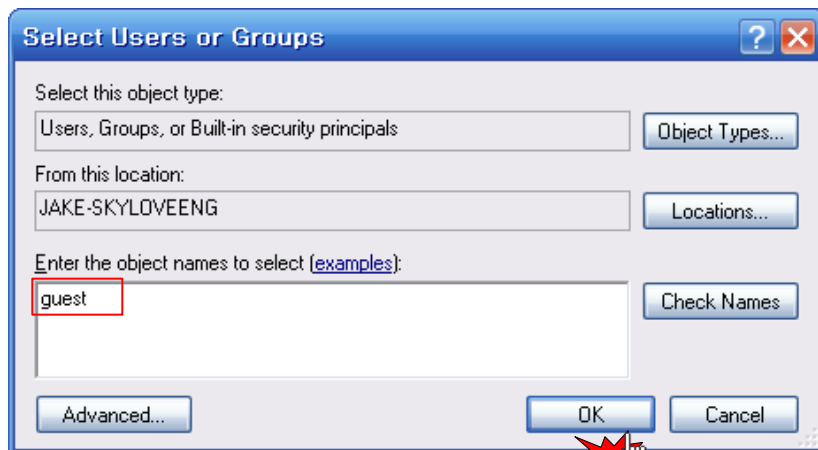 Select Users or Groups
?
Select this object type:
Users, Groups, or Built-in security principals
Object Types...
From this location:
JAKE-SKYLOVEENG
Locations...
Enter the object names to select (examples):
guest
Check Names
Advanced...
OK
Cancel